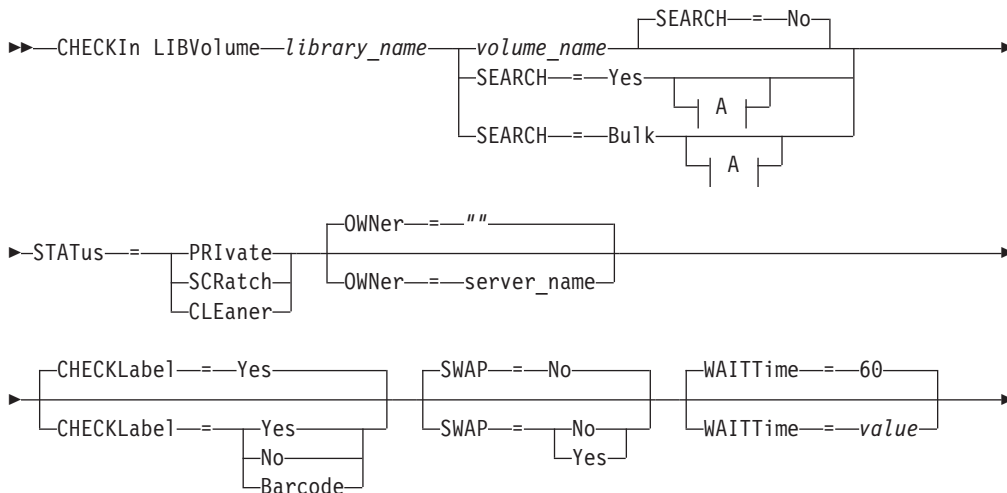 SEARCH = No
CHECKIn LIBVolume library_name volume_name
SEARCH = Yes
A
SEARCH = Bulk
A
OWNer = ""
STATus = PRIvate
SCRatch OWNer = server_name
CLEaner
CHECKLabel = Yes SWAP = No WAITTime = 60
CHECKLabel = Yes SWAP = No WAITTime = value
No Yes
Barcode